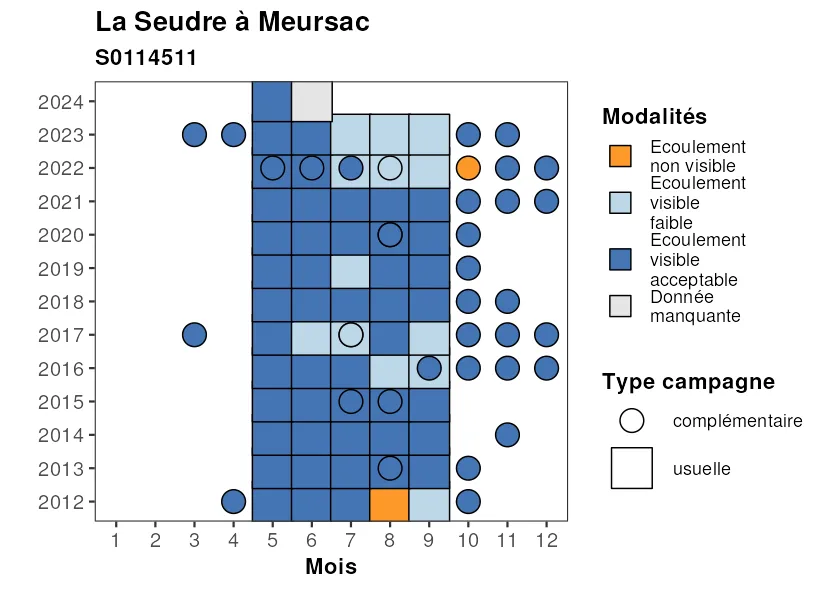 La Seudre à Meursac
S0114511
2024
2023
2022
2021
2020
2019
2018
2017
2016
2015
2014
2013
2012
1 2 3 4 5 6 7 8 9 10 11 12
Mois
Modalités
Ecoulement
non visible
Ecoulement
visible
faible
Ecoulement
visible
acceptable
Donnée
manquante
Type campagne
complémentaire
usuelle